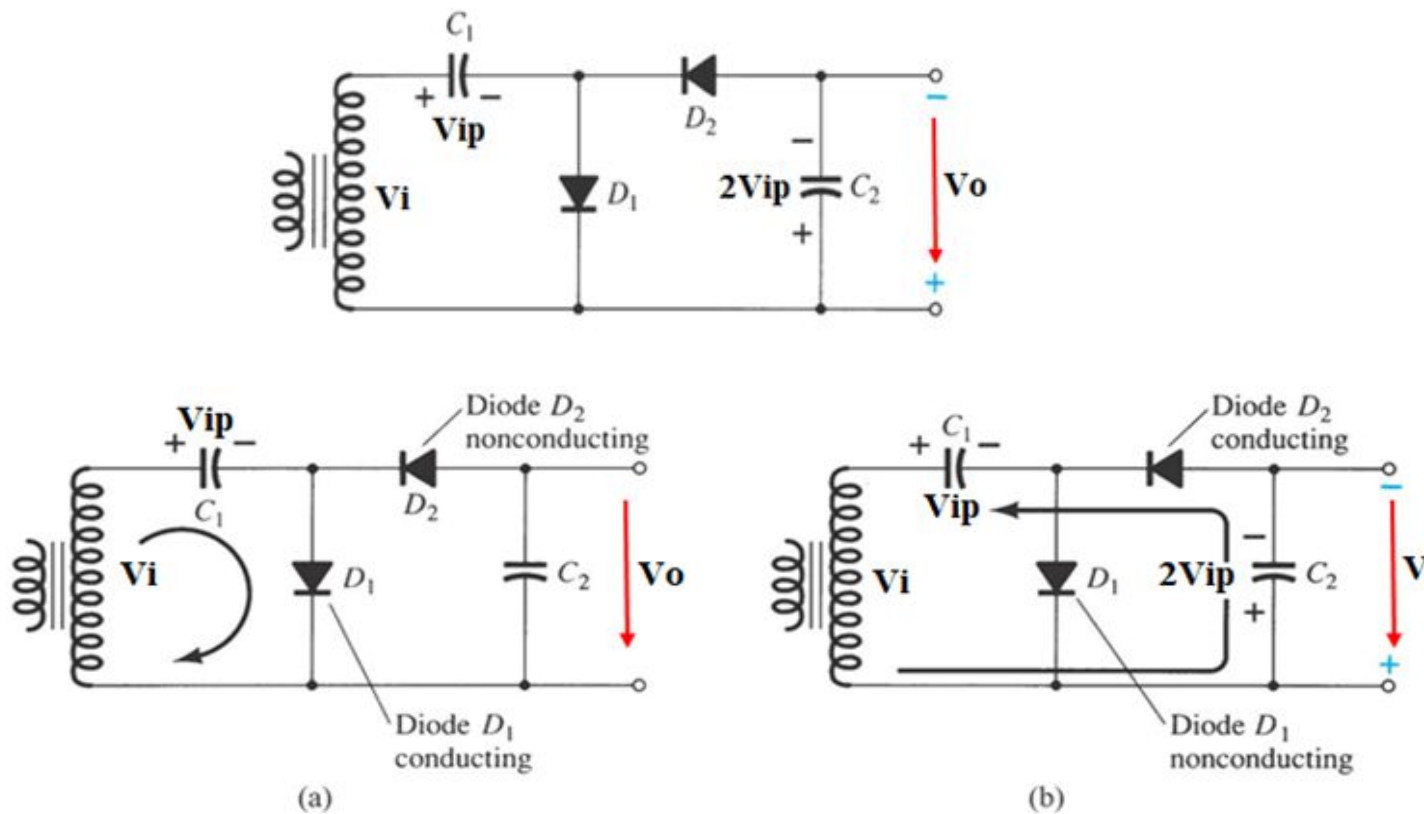 C1
+ −
Vip
D2
Vi
D1
−
2Vip
C2
+
−
Vo
+
Vip
+ −
C1
Diode D2
nonconducting
D2
Vi
D1
C2
Vo
Diode D1
conducting
(a)
C1
+ −
Vip
Diode D2
conducting
Vi
D1
−
2Vip
C2
+
−
V
+
Diode D1
nonconducting
(b)